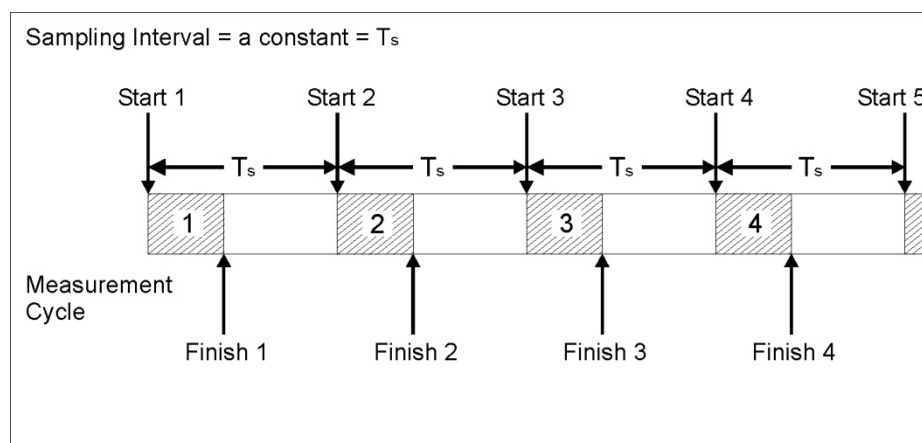 Sampling Interval = a constant = Ts
Start 1 Start 2 Start 3 Start 4 Start 5
Ts Ts Ts Ts
1 2 3 4
Measurement
Cycle
Finish 1 Finish 2 Finish 3 Finish 4